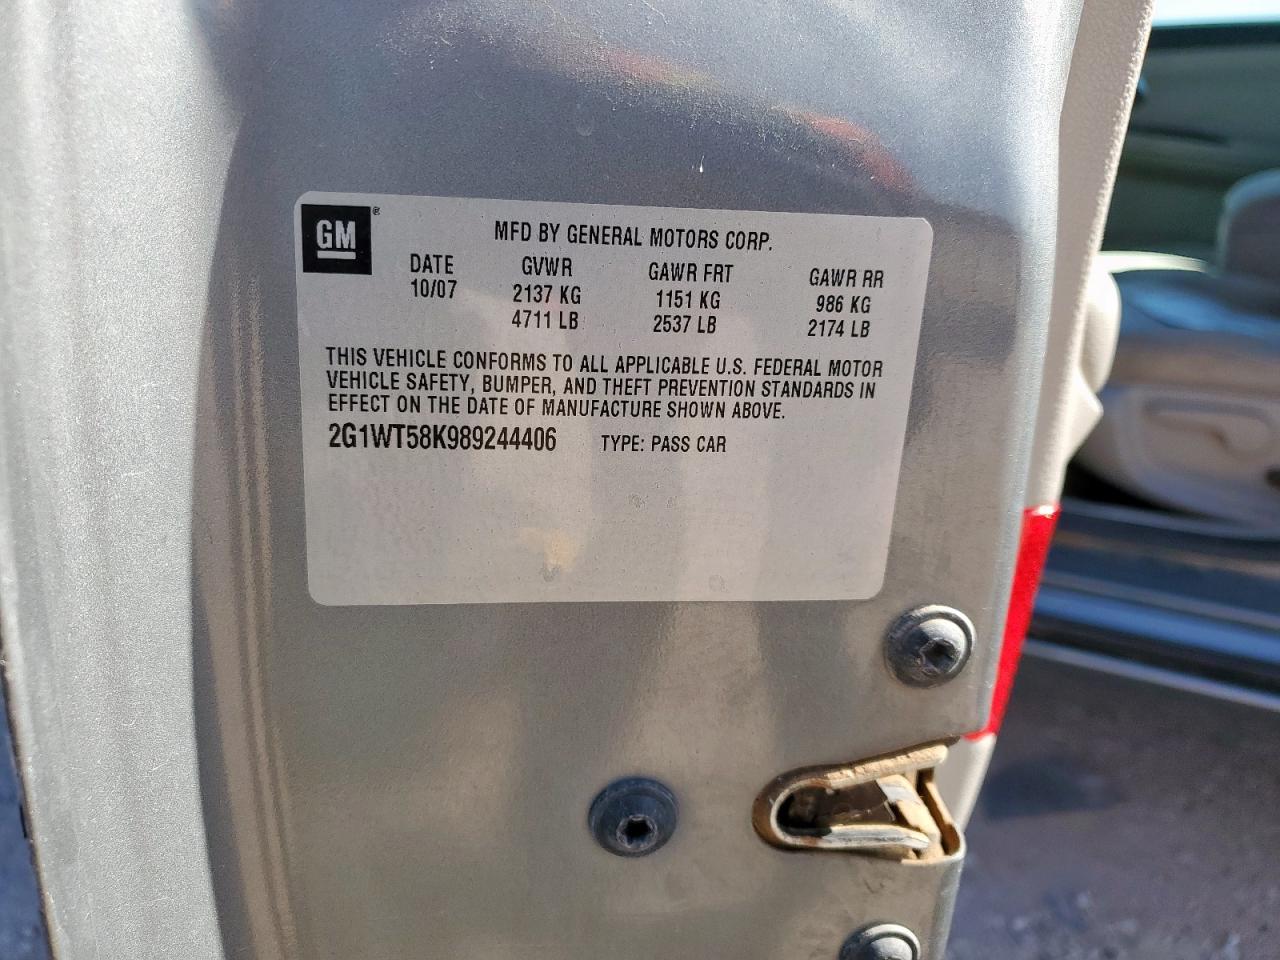 GM®
MFD BY GENERAL MOTORS CORP.
DATE GVWR GAWR FRT GAWR RR
10/07 2137 KG 1151 KG 986 KG
4711 LB 2537 LB 2174 LB
THIS VEHICLE CONFORMS TO ALL APPLICABLE U.S. FEDERAL MOTOR
VEHICLE SAFETY, BUMPER, AND THEFT PREVENTION STANDARDS IN
EFFECT ON THE DATE OF MANUFACTURE SHOWN ABOVE.
2G1WT58K989244406 TYPE: PASS CAR